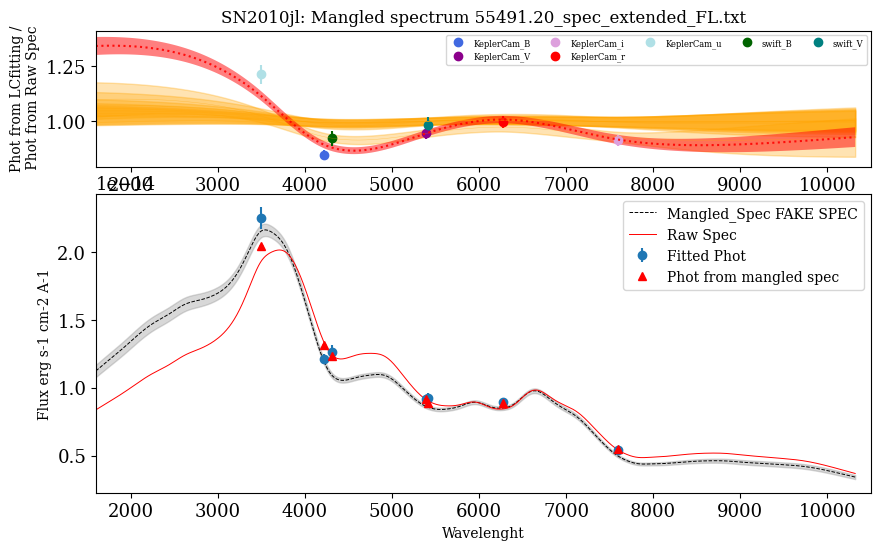 SN2010jl: Mangled spectrum 55491.20_spec_extended_FL.txt
Phot from LCfitting /
Phot from Raw Spec
1.25
1.00
KeplerCam_B KeplerCam_i KeplerCam_u swift_B swift_V
KeplerCam_V KeplerCam_r
2000 3000 4000 5000 6000 7000 8000 9000 10000
Flux erg s-1 cm-2 A-1
2.0
1.5
1.0
0.5
Mangled_Spec FAKE SPEC
Raw Spec
Fitted Phot
Phot from mangled spec
2000 3000 4000 5000 6000 7000 8000 9000 10000
Wavelenght